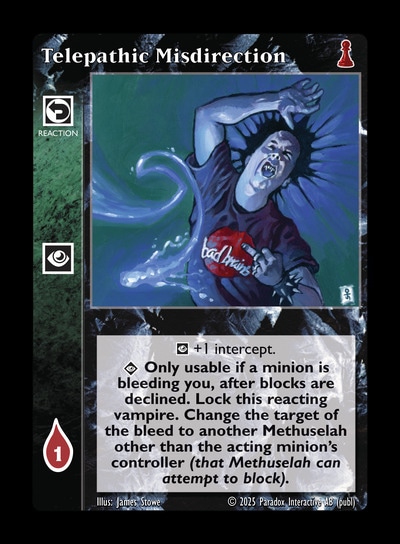 Telepathic Misdirection
REACTION
bad brains
+1 intercept.
Only usable if a minion is
bleeding you, after blocks are
declined. Lock this reacting
vampire. Change the target of
the bleed to another Methuselah
other than the acting minion's
controller (that Methuselah can
attempt to block).
1
Illus: James Stowe © 2025 Paradox Interactive AB (publ)